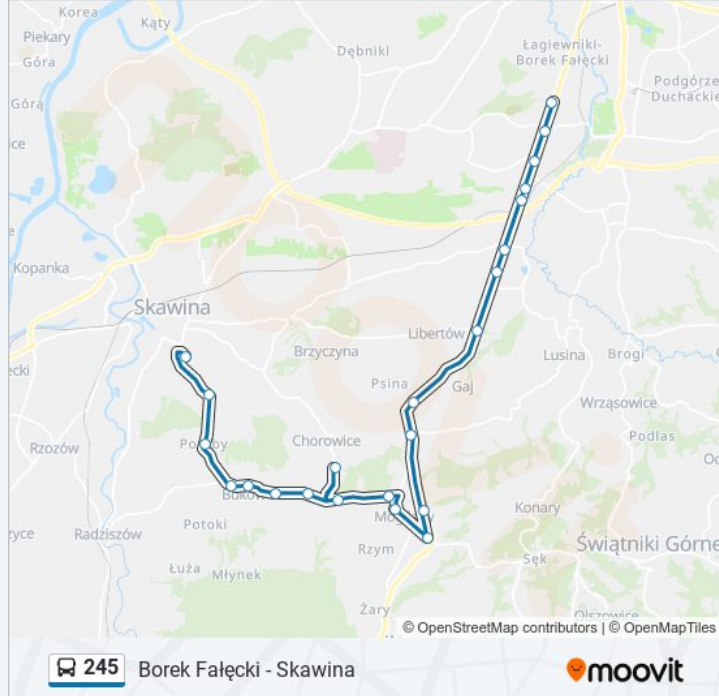 Korea
Kąty
Piekary
Góra
Dębniki
Łagiewniki-
Borek Fałęcki
Podgórze
Duchackie
Kopanka
Skawina
Libertów
Brzyczyna
Lusina
Brogi
Psina
Gaj
Wrząsowice
Chorowice
Podlas
Rzozów
Potoki
Konary
Radziszów
Rzym
Świątniki Górne
Sęk
Łuża
Młynek
Olszowice
Żary
© OpenStreetMap contributors | © OpenMapTiles
245 Borek Fałęcki - Skawina
moovit